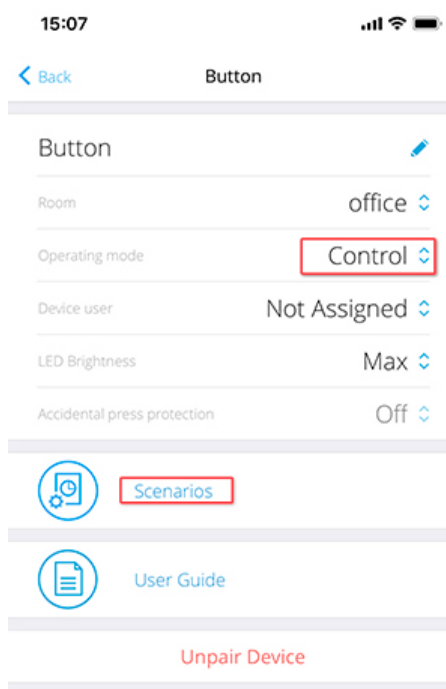 15:07
Back Button
Button
Room office
Operating mode Control
Device user Not Assigned
LED Brightness Max
Accidental press protection Off
Scenarios
User Guide
Unpair Device